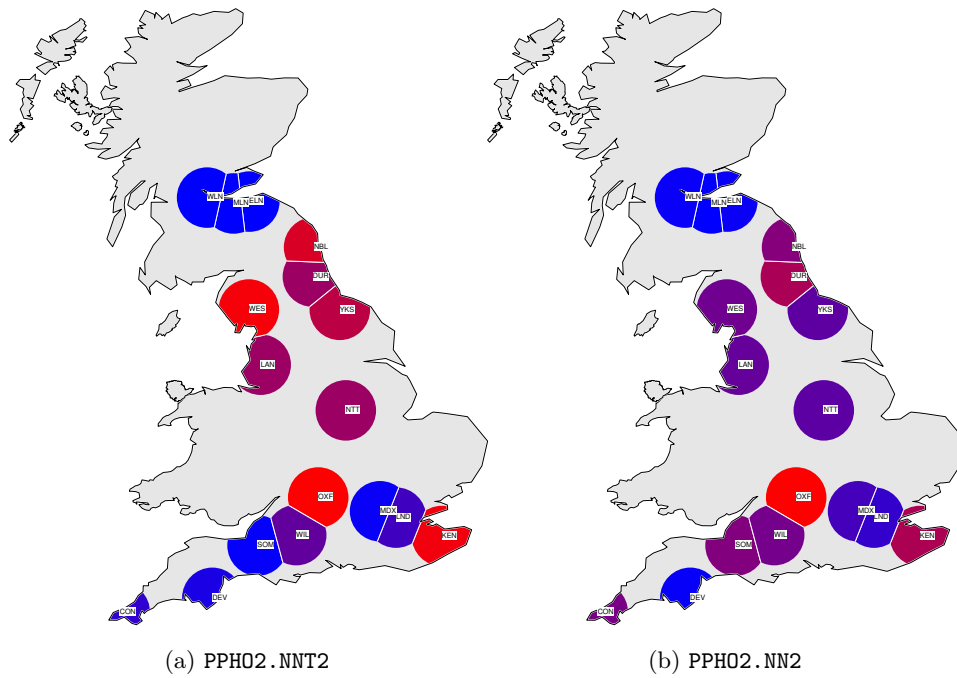 WLN
MLN
ELN
NBL
DUR
WES
YKS
LAN
NTT
OXF
MDX
LND
WIL
KEN
SOM
DEV
CON
(a) PPHO2.NNT2
WLN
MLN
ELN
NBL
DUR
WES
YKS
LAN
NTT
OXF
MDX
LND
WIL
KEN
SOM
DEV
CON
(b) PPHO2.NN2